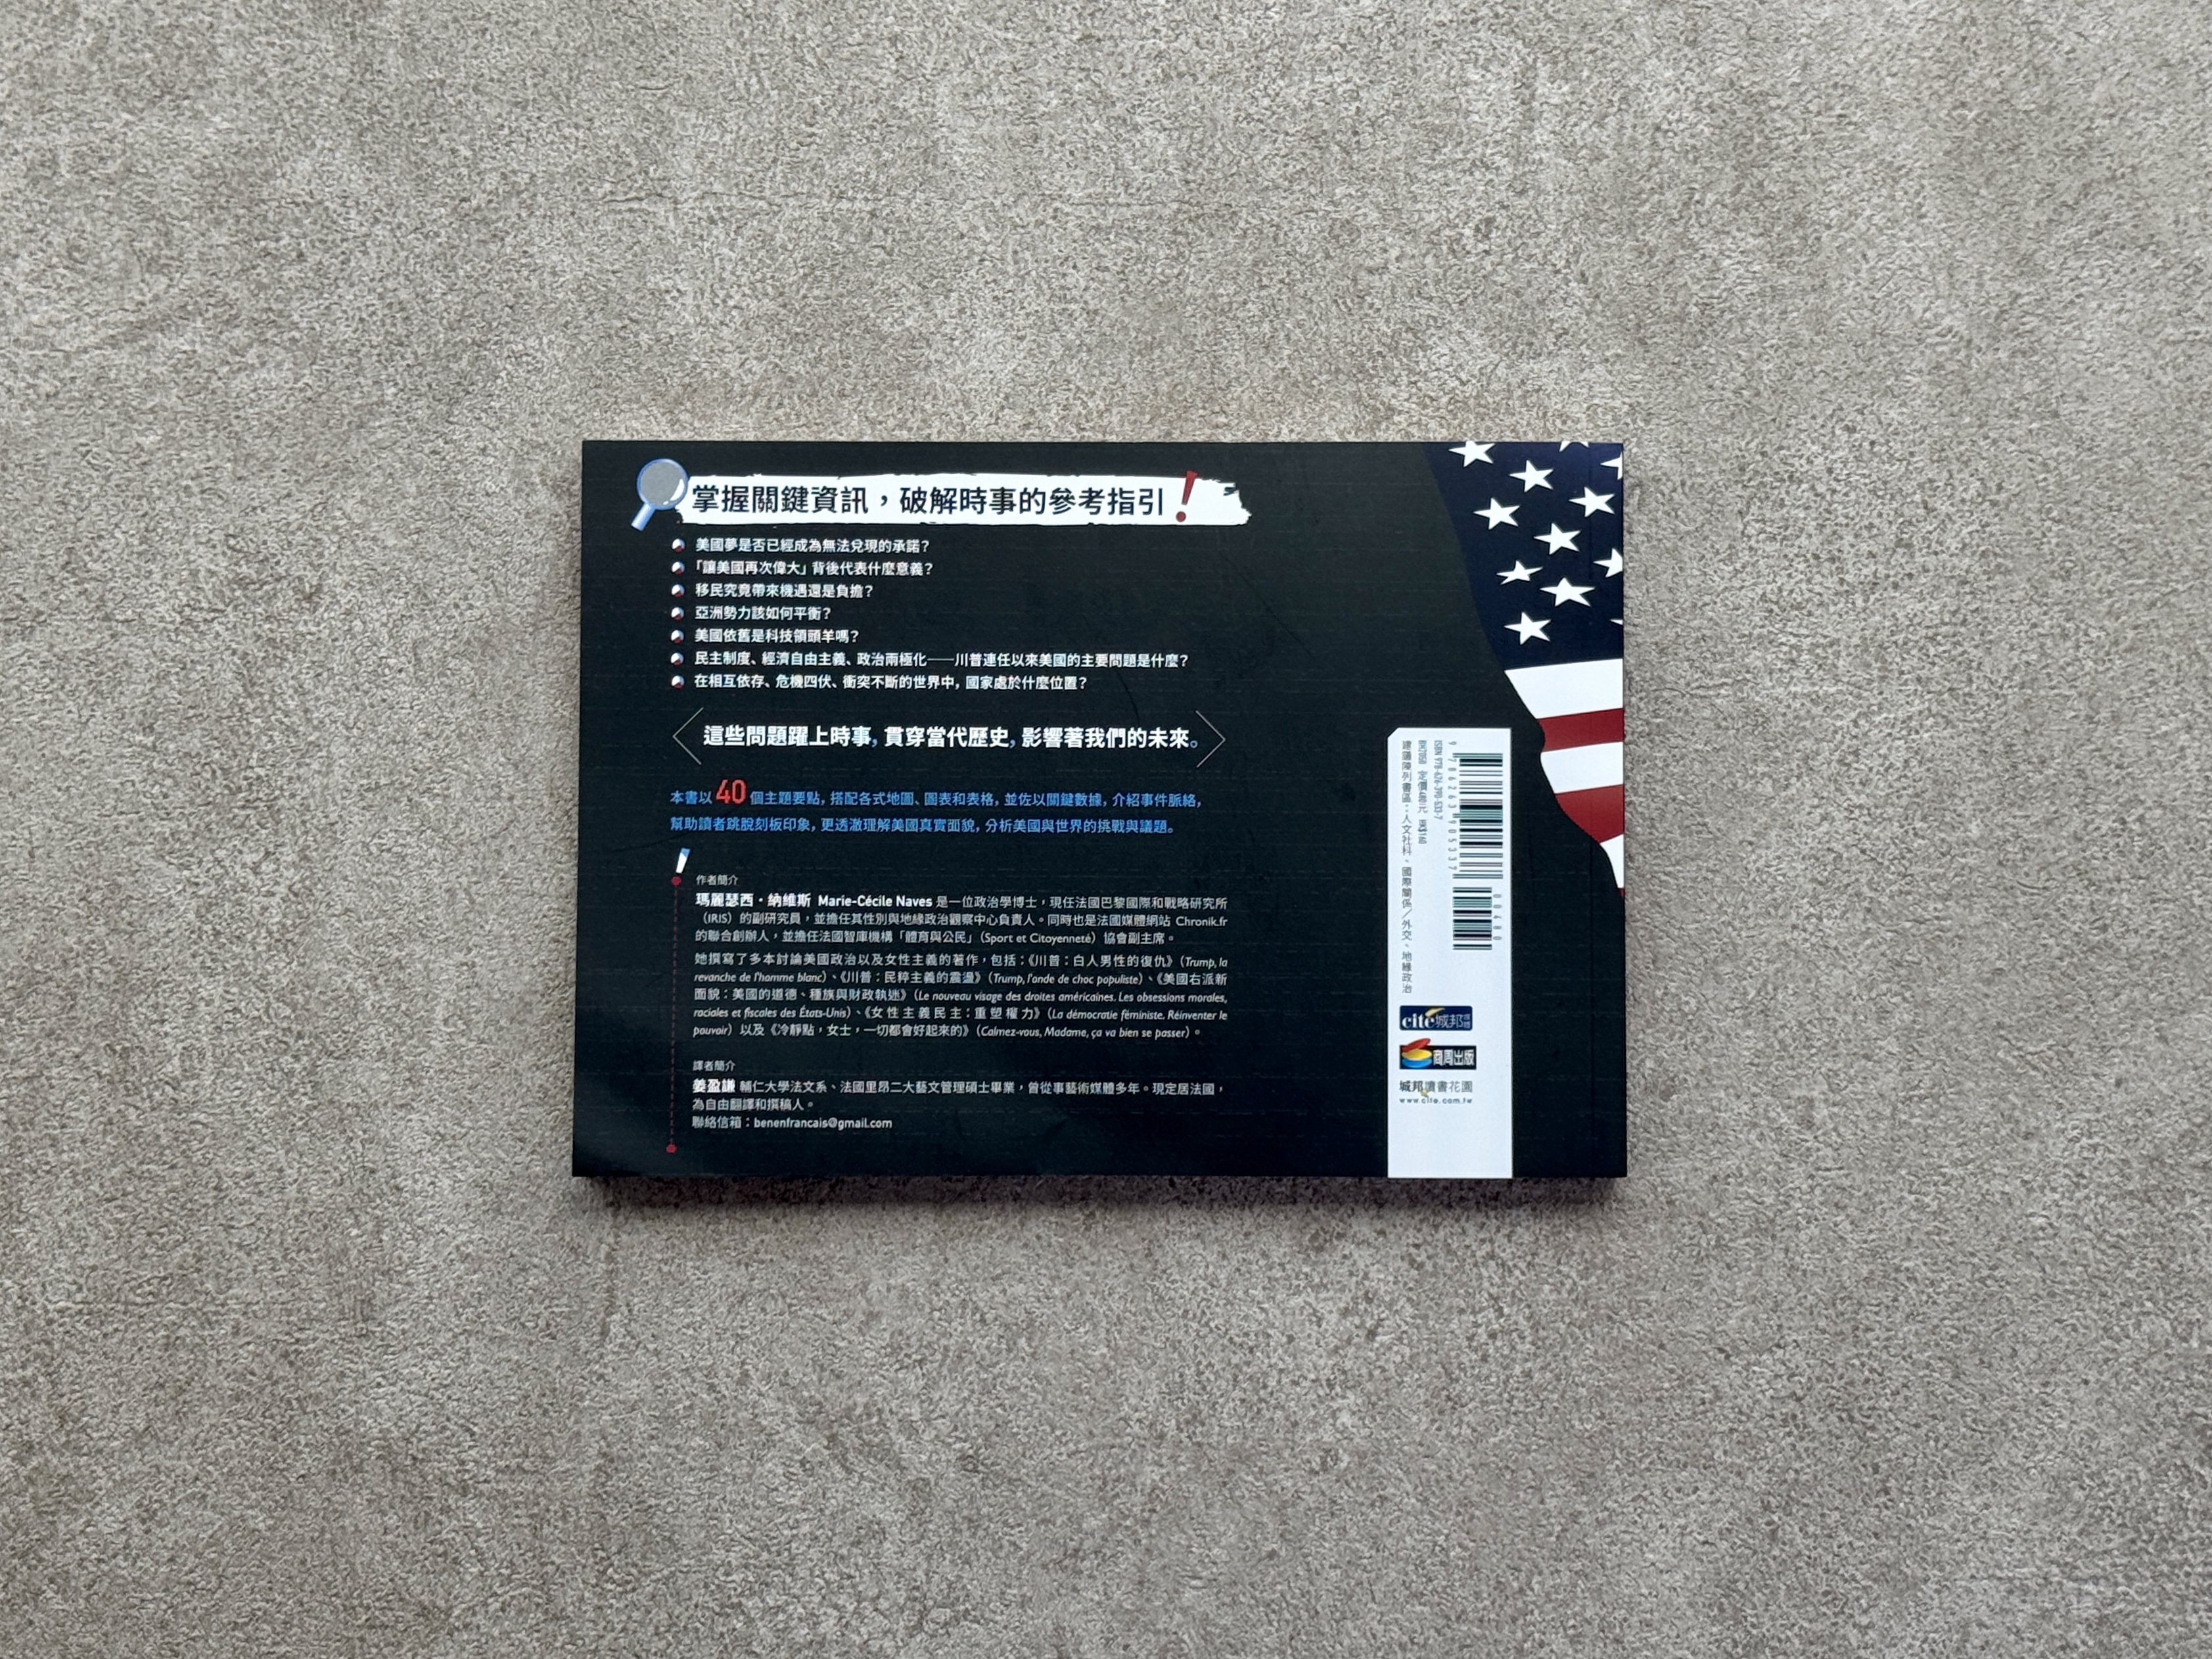 掌握關鍵資訊，破解時事的參考指引！
美國夢是否已經成為無法兌現的承諾？
「讓美國再次偉大」背後代表什麼意義？
移民究竟帶來機遇還是負擔？
亞洲勢力該如何平衡？
美國依舊是科技領頭羊嗎？
民主制度、經濟自由主義、政治兩極化——川普連任以來美國的主要問題是什麼？
在相互依存、危機四伏、衝突不斷的世界中，國家處於什麼位置？
這些問題躍上時事，貫穿當代歷史，影響著我們的未來。
本書以 40 個主題要點，搭配各式地圖、圖表和表格，並佐以關鍵數據，介紹事件脈絡，
幫助讀者跳脫刻板印象，更透澈理解美國真實面貌，分析美國與世界的挑戰與議題。
作者簡介
瑪麗瑟西・納維斯 Marie-Cécile Naves 是一位政治學博士，現任法國巴黎國際和戰略研究所
（IRIS）的副研究員，並擔任其性別與地緣政治觀察中心負責人。同時也是法國媒體網站 Chronik.fr
的聯合創辦人，並擔任法國智庫機構「體育與公民」（Sport et Citoyenneté）協會副主席。
她撰寫了多本討論美國政治以及女性主義的著作，包括：《川普：白人男性的復仇》（Trump, la
revanche de l'homme blanc）、《川普：民粹主義的震盪》（Trump, l'onde de choc populiste）、《美國右派新
面貌：美國的道德、種族與財政執迷》（Le nouveau visage des droites américaines. Les obsessions morales,
raciales et fiscales des États-Unis）、《女性主義民主：重塑權力》（La démocratie féministe. Réinventer le
pouvoir）以及《冷靜點，女士，一切都會好起來的》（Calmez-vous, Madame, ça va bien se passer）。
譯者簡介
姜盈謙 輔仁大學法文系、法國里昂二大藝文管理碩士畢業，曾從事藝術媒體多年。現定居法國，
為自由翻譯和撰稿人。
聯絡信箱：benenfrancais@gmail.com
9 786263 905337
00480
ISBN 978-626-390-533-7
BH7058 定價480元 HK$160
建議陳列書區：人文社科、國際關係／外交、地緣政治
cité 城邦媒體
商周出版
城邦讀書花園
www.cite.com.tw